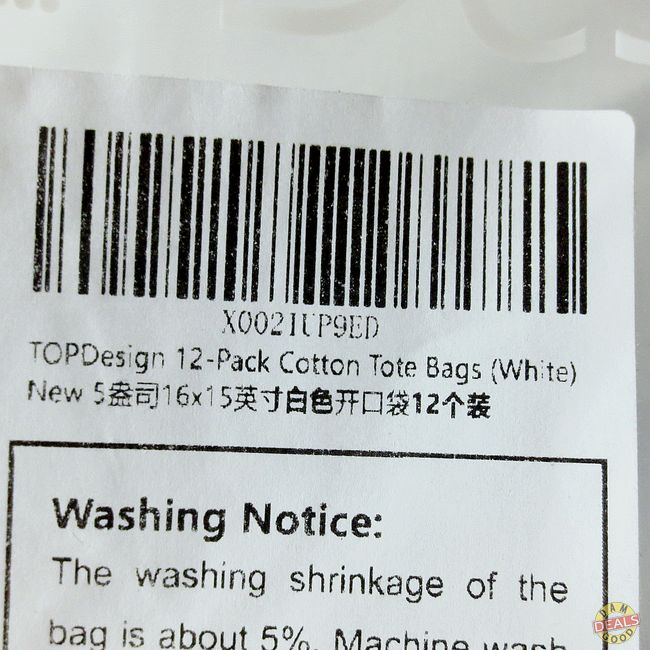 X002IUP9ED
TOPDesign 12-Pack Cotton Tote Bags (White)
New 5盎司16x15英寸白色开口袋12个装
Washing Notice:
The washing shrinkage of the
bag is about 5%. Machine wash
DAM
DEALS
GOOD